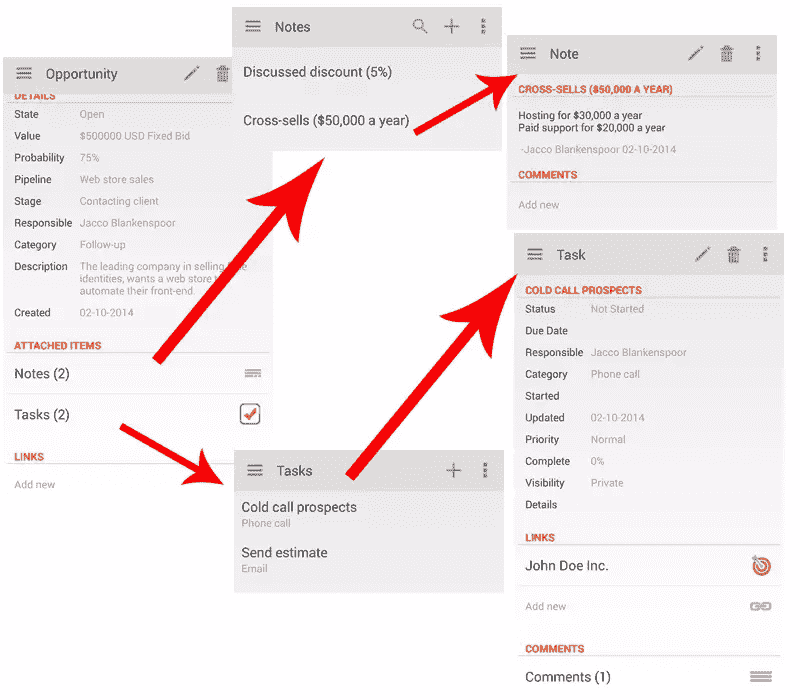 Opportunity
DETAILS
State Open
Value $500000 USD Fixed Bid
Probability 75%
Pipeline Web store sales
Stage Contacting client
Responsible Jacco Blankenspoor
Category Follow-up
Description The leading company in selling
identities, wants a web store
automate their front-end.
Created 02-10-2014
ATTACHED ITEMS
Notes (2)
Tasks (2)
LINKS
Add new
Notes
Discussed discount (5%)
Cross-sells ($50,000 a year)
Note
CROSS-SELLS ($50,000 A YEAR)
Hosting for $30,000 a year
Paid support for $20,000 a year
-Jacco Blankenspoor 02-10-2014
COMMENTS
Add new
Tasks
Cold call prospects
Phone call
Send estimate
Email
Task
COLD CALL PROSPECTS
Status Not Started
Due Date
Responsible Jacco Blankenspoor
Category Phone call
Started
Updated 02-10-2014
Priority Normal
Complete 0%
Visibility Private
Details
LINKS
John Doe Inc.
Add new
COMMENTS
Comments (1)